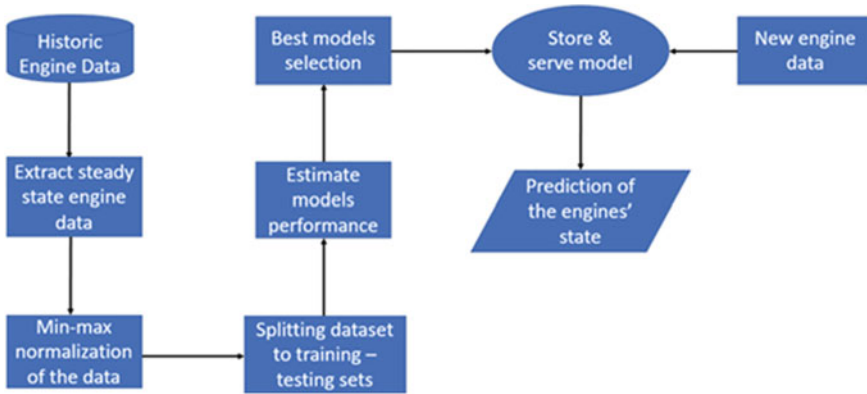 Historic
Engine Data
Extract steady
state engine
data
Min-max
normalization
of the data
Splitting dataset
to training –
testing sets
Estimate
models
performance
Best models
selection
Store &
serve model
New engine
data
Prediction of
the engines’
state